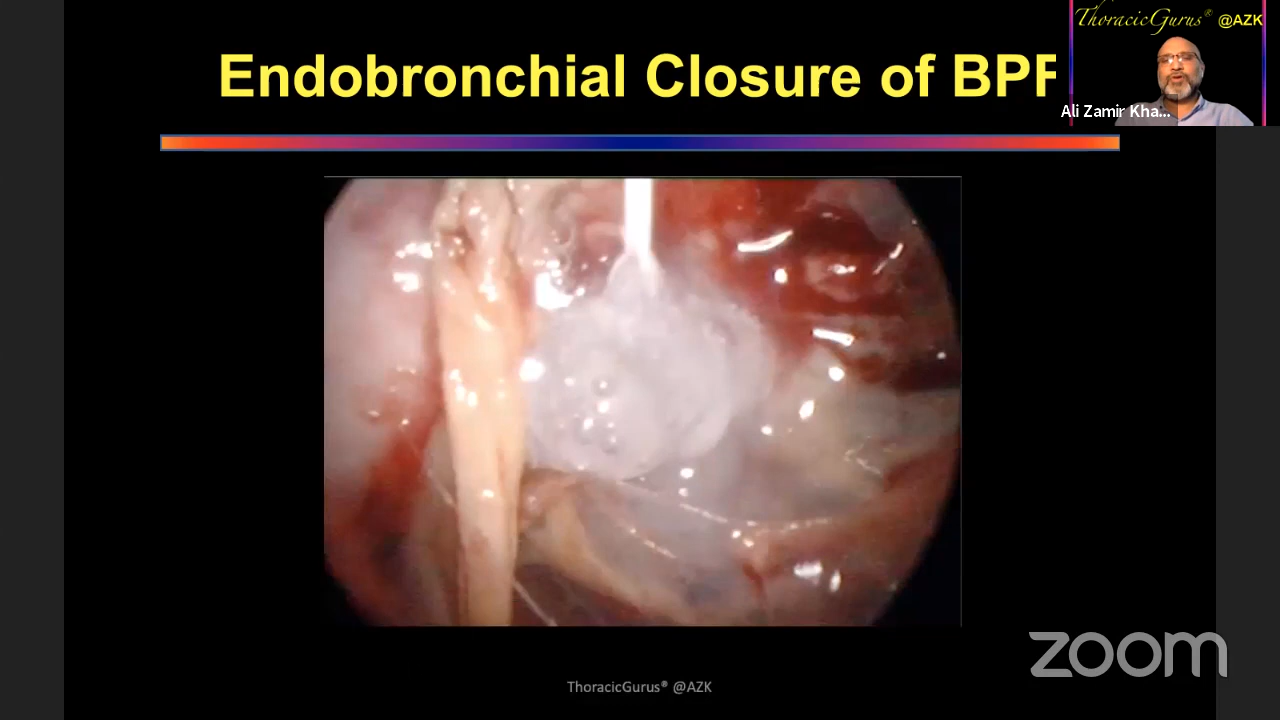 ThoracicGurus® @AZK
Endobronchial Closure of BPF
Ali Zamir Kha...
zoom
ThoracicGurus® @AZK